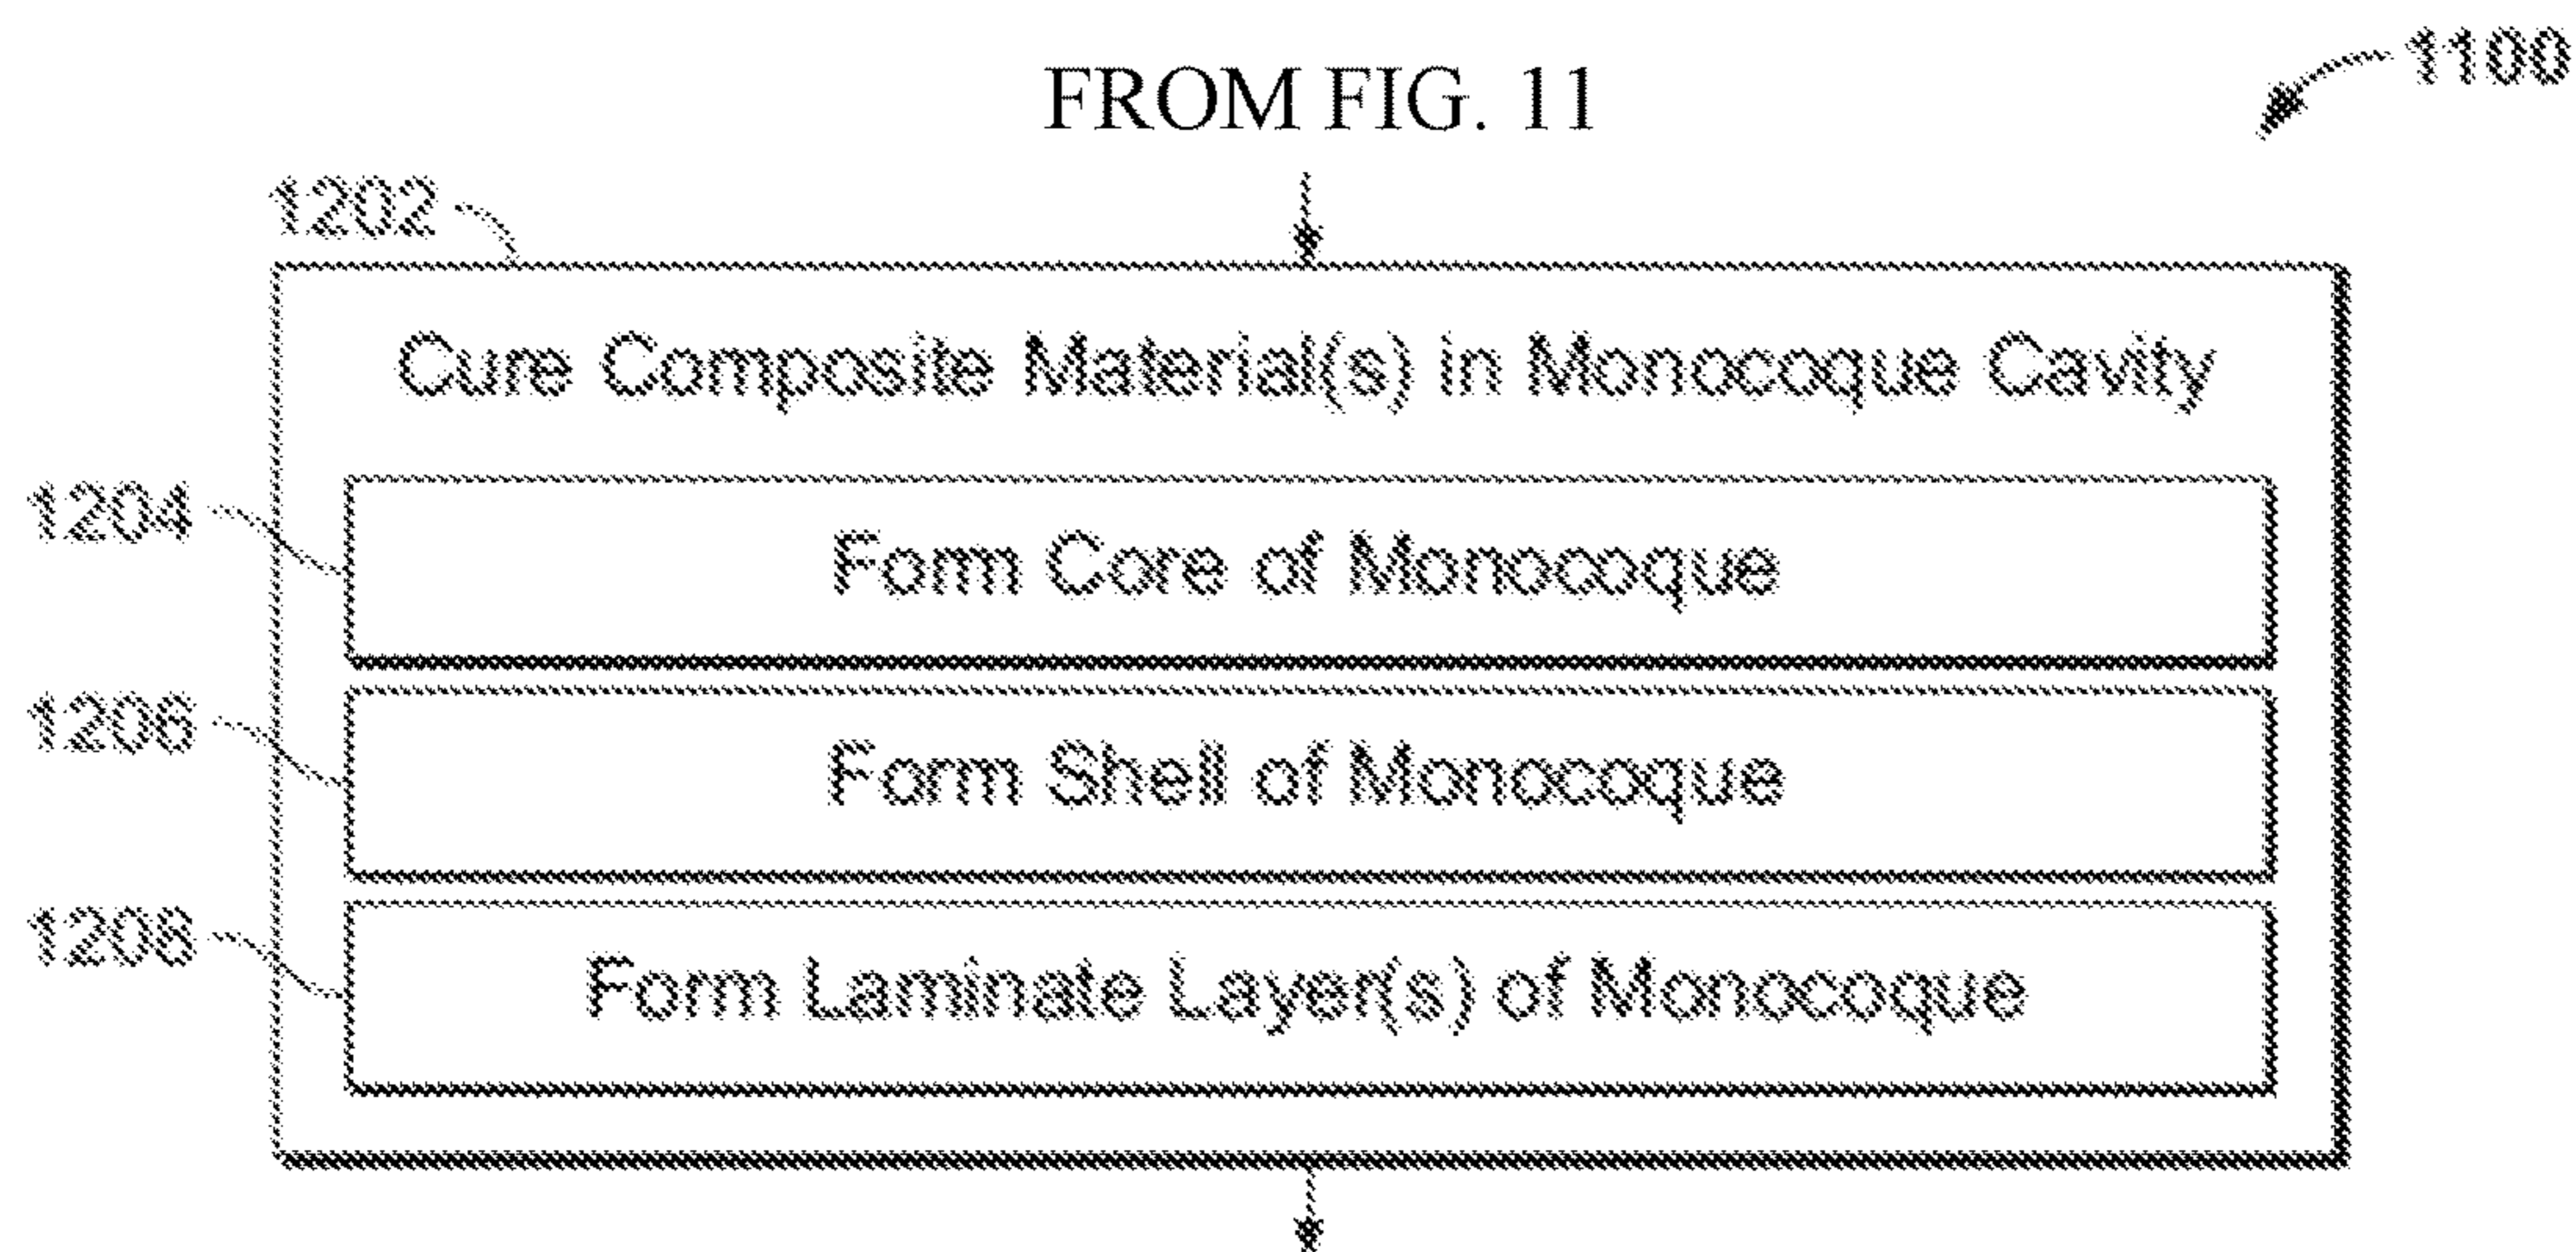 FROM FIG. 11
1100
1202
Cure Composite Material(s) in Monocoque Cavity
1204
Form Core of Monocoque
1206
Form Shell of Monocoque
1208
Form Laminate Layer(s) of Monocoque